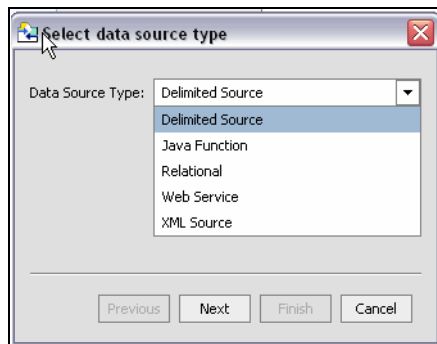 Select data source type
Data Source Type: Delimited Source
Delimited Source
Java Function
Relational
Web Service
XML Source
Previous Next Finish Cancel